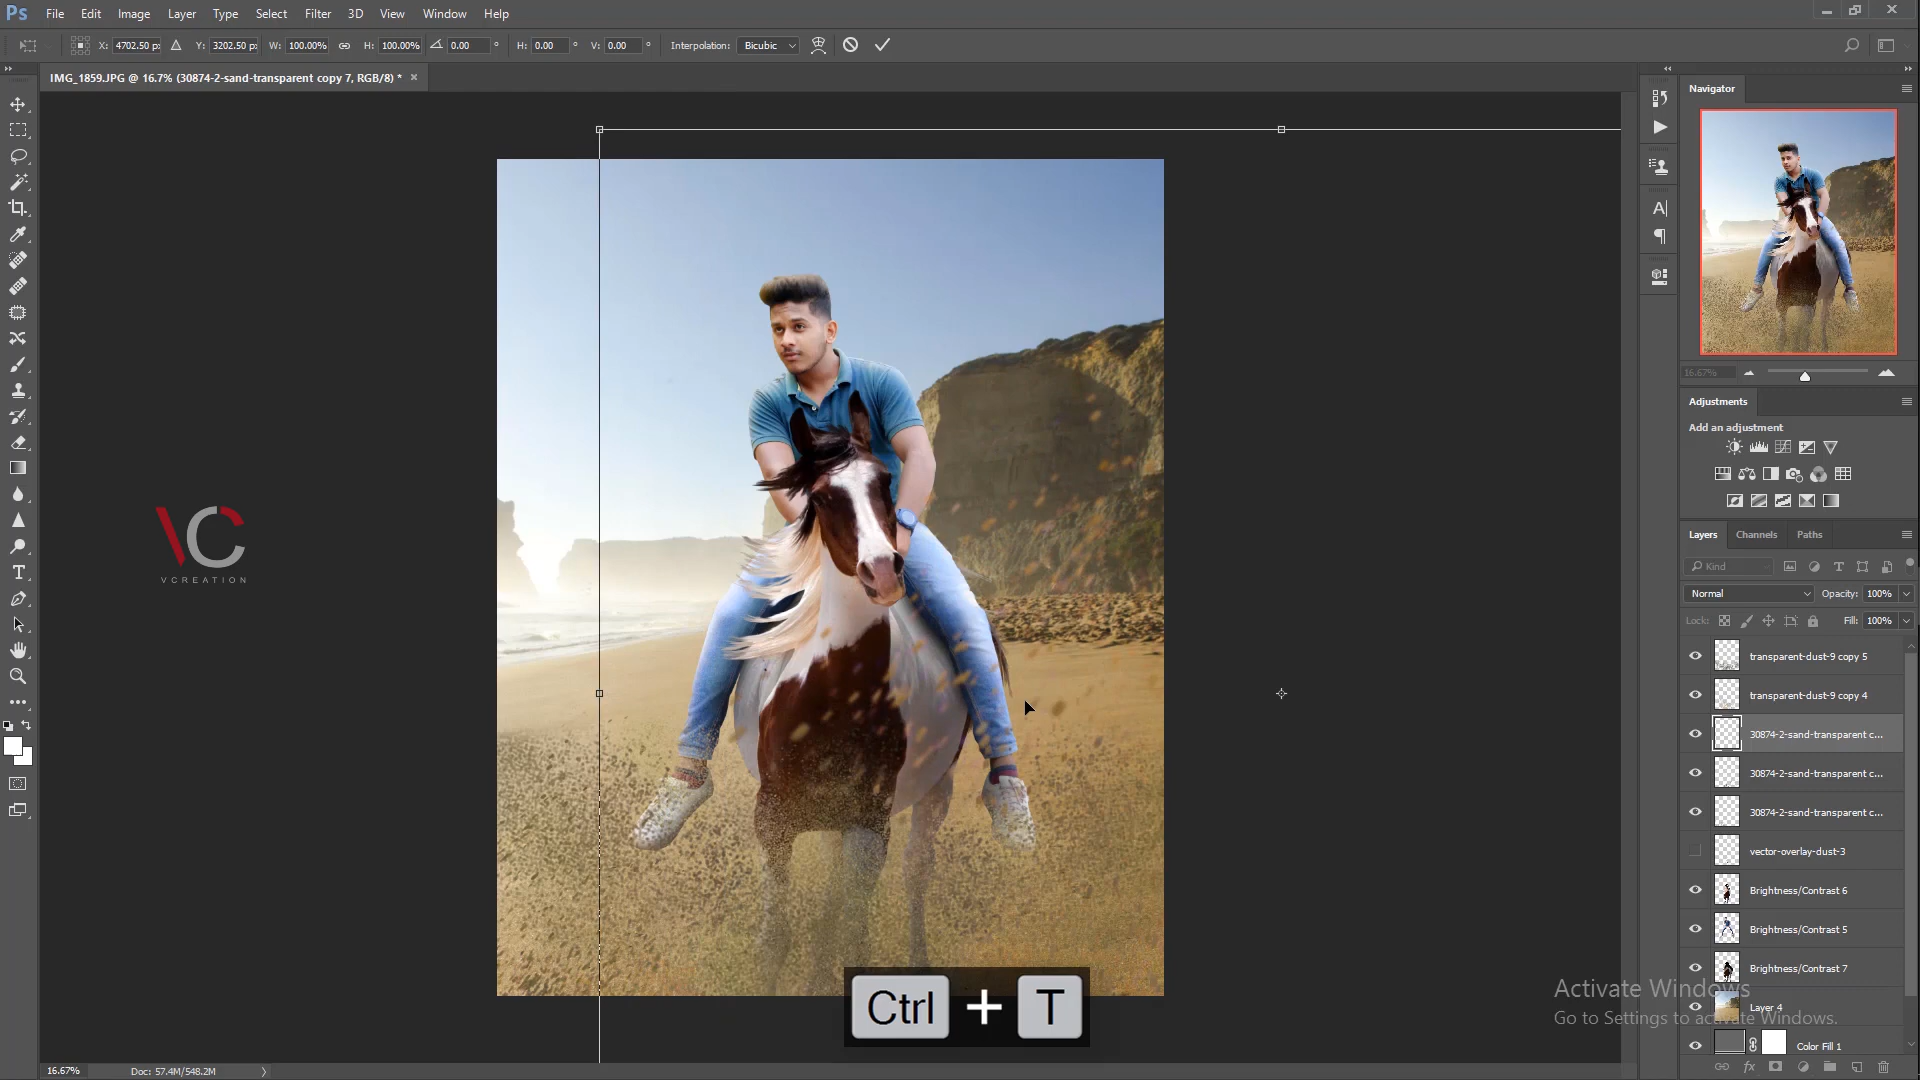 Ps File Edit Image Layer Type Select Filter 3D View Window Help
X: 4702.50 px Y: 3202.50 px W: 100.00% H: 100.00% 0.00 ° H: 0.00 ° V: 0.00 ° Interpolation: Bicubic
IMG_1859.JPG @ 16.7% (30874-2-sand-transparent copy 7, RGB/8) * ×
Navigator
16.67%
Adjustments
Add an adjustment
Layers Channels Paths
Kind
Normal Opacity: 100%
Lock: Fill: 100%
transparent-dust-9 copy 5
transparent-dust-9 copy 4
30874-2-sand-transparent c...
30874-2-sand-transparent c...
30874-2-sand-transparent c...
vector-overlay-dust-3
Brightness/Contrast 6
Brightness/Contrast 5
Brightness/Contrast 7
Layer 4
Color Fill 1
VC
VCREATION
Ctrl + T
Activate Windows
Go to Settings to activate Windows.
16.67% Doc: 57.4M/548.2M